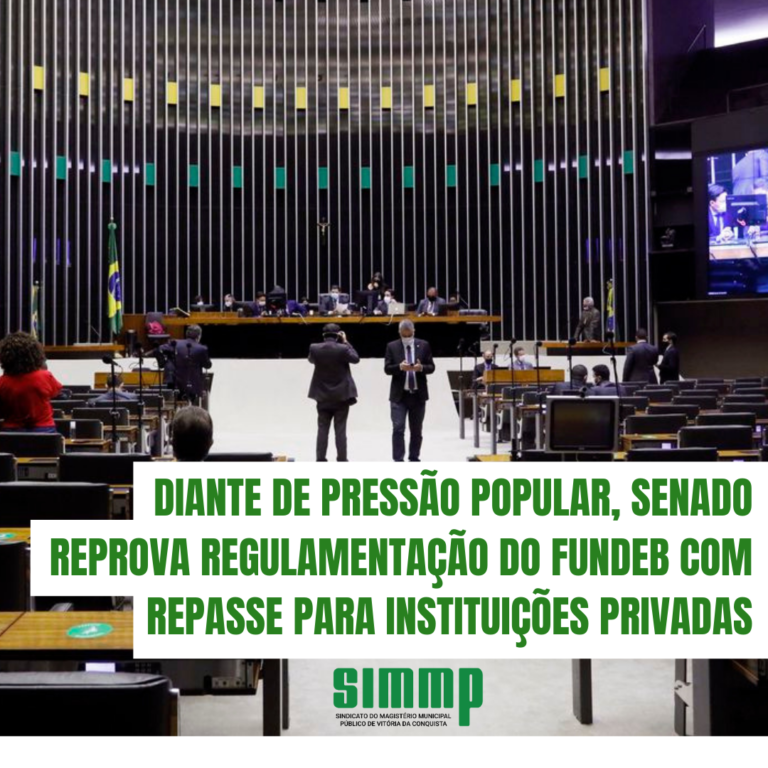 DIANTE DE PRESSÃO POPULAR, SENADO
REPROVA REGULAMENTAÇÃO DO FUNDEB COM
REPASSE PARA INSTITUIÇÕES PRIVADAS
SIMMP
SINDICATO DO MAGISTÉRIO MUNICIPAL
PÚBLICO DE VITÓRIA DA CONQUISTA